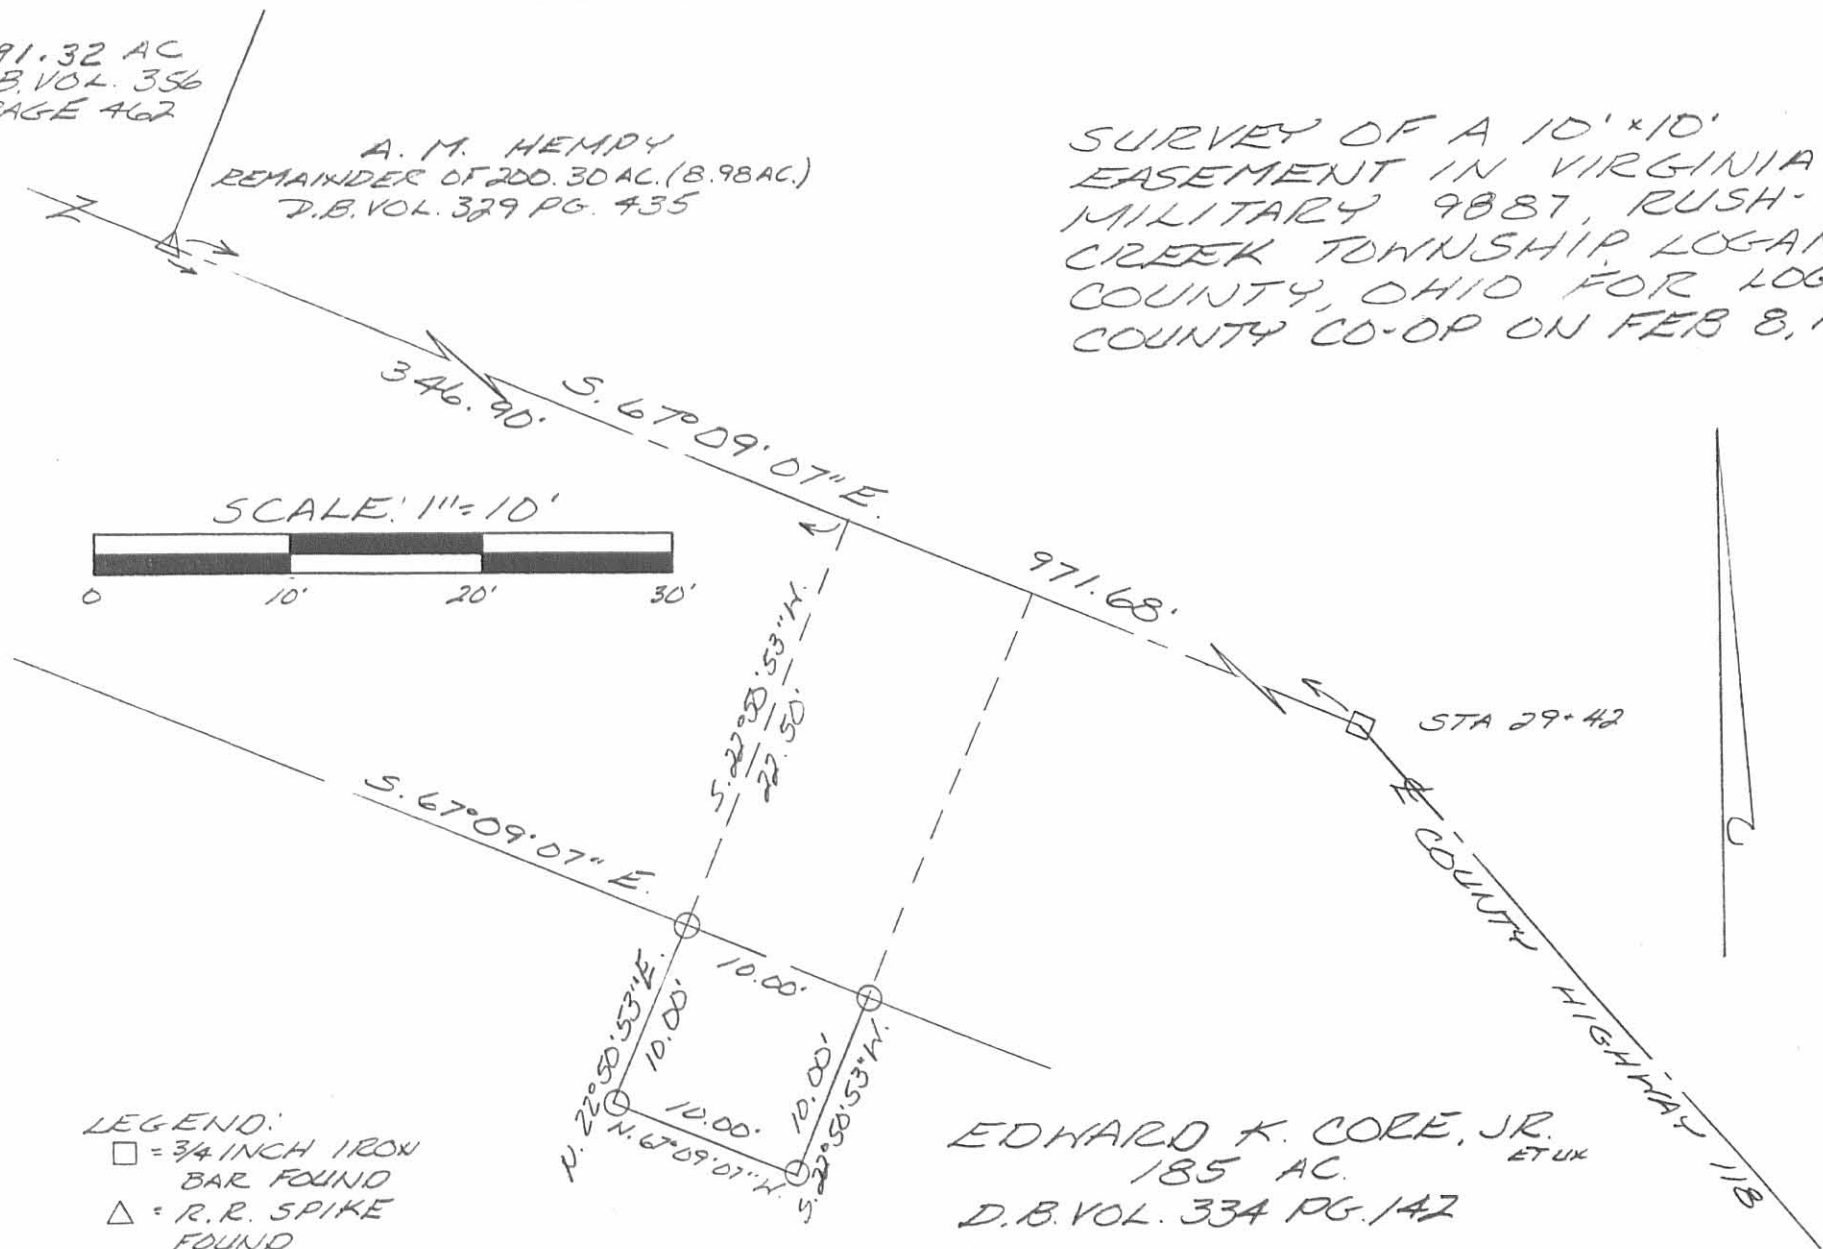 91.32 AC
B. VOL. 356
PAGE 462
A. M. HEMPY
REMAINDER OF 200.30 AC. (8.98 AC.)
D.B. VOL. 329 PG. 435
SURVEY OF A 10' x 10'
EASEMENT IN VIRGINIA
MILITARY 9887, RUSH-
CREEK TOWNSHIP, LOGAN
COUNTY, OHIO FOR LOG
COUNTY CO-OP ON FEB 8, 1
346.90'
S. 67° 09' 07" E.
SCALE: 1" = 10'
0 10' 20' 30'
971.68'
S. 22° 50' 53" W.
22.50'
STA 29+42
S. 67° 09' 07" E.
10.00'
N. 22° 50' 53" E.
10.00'
10.00'
S. 22° 50' 53" W.
10.00'
N. 67° 09' 07" W.
COUNTY HIGHWAY 118
EDWARD K. CORE, JR.
ET UX
185 AC.
D.B. VOL. 334 PG. 142
LEGEND:
□ = 3/4 INCH IRON
BAR FOUND
△ = R.R. SPIKE
FOUND